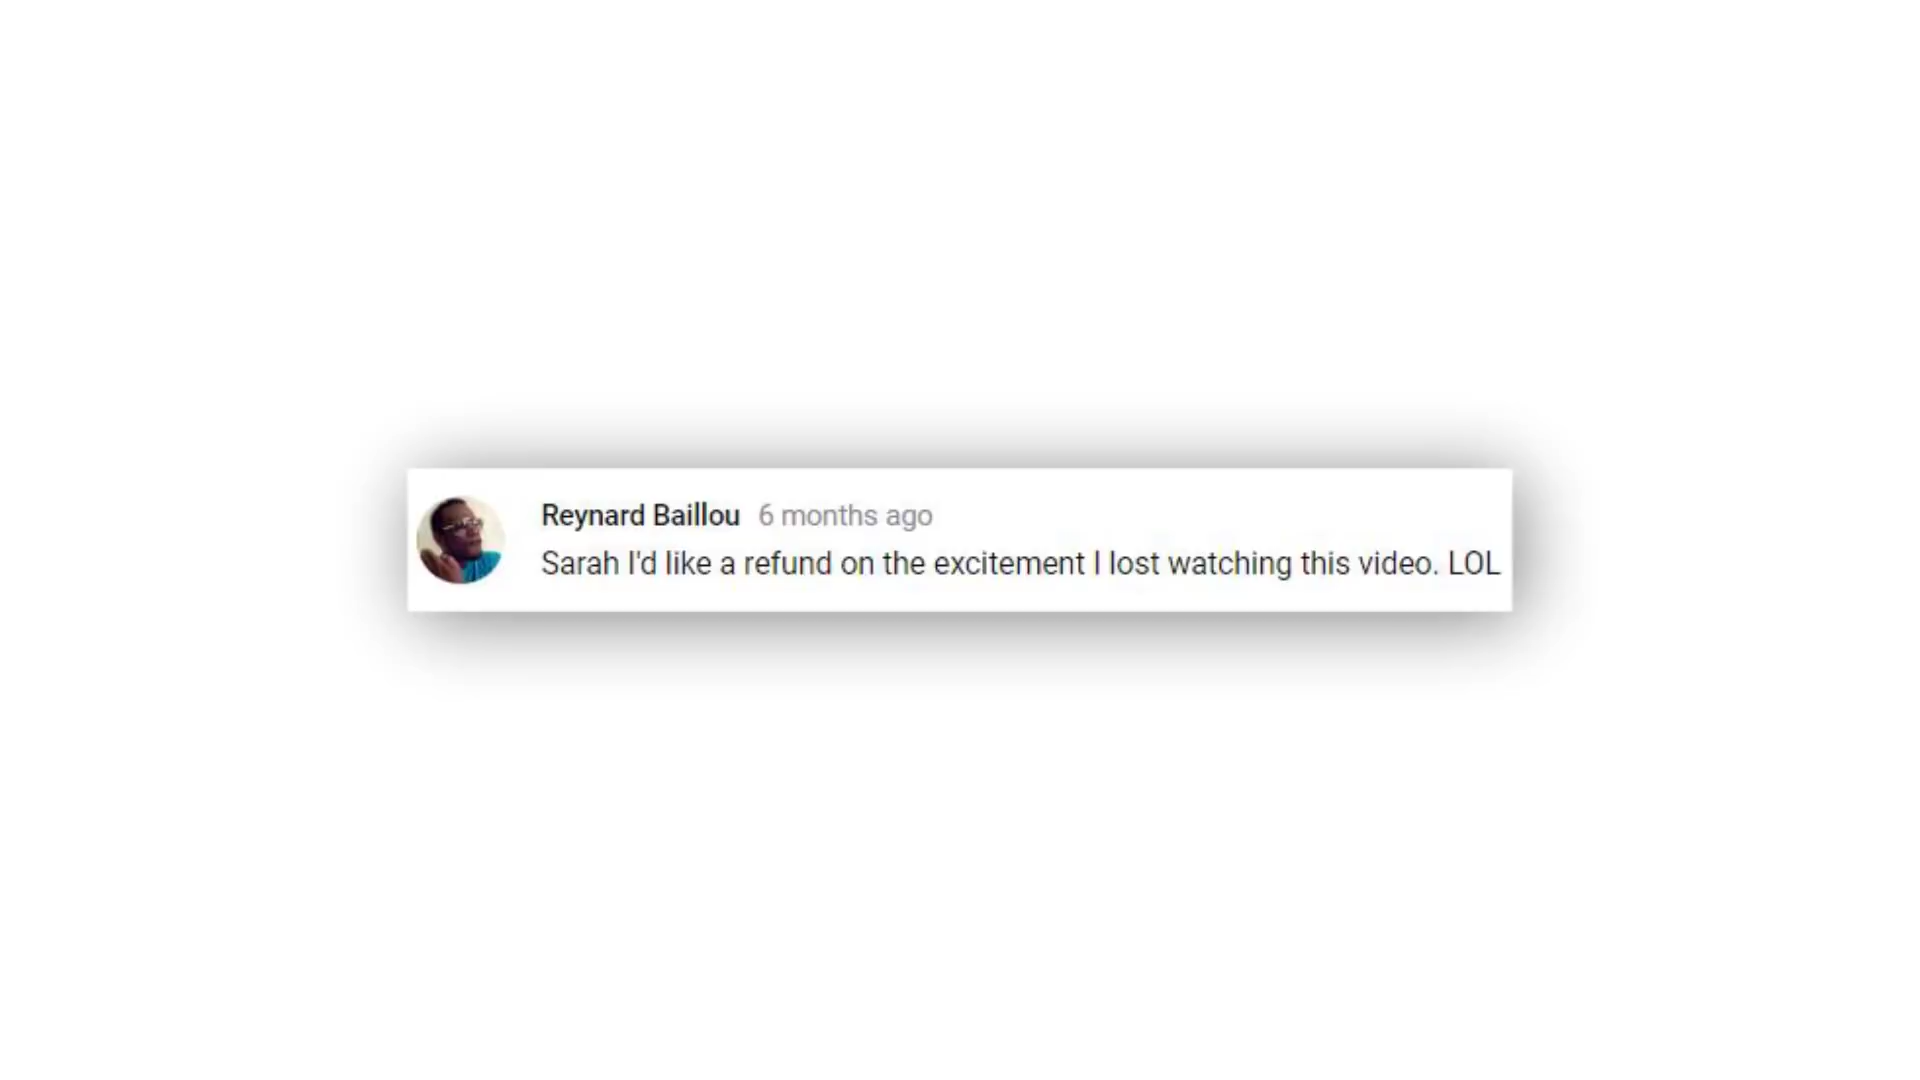 Reynard Baillou 6 months ago
Sarah I'd like a refund on the excitement I lost watching this video. LOL